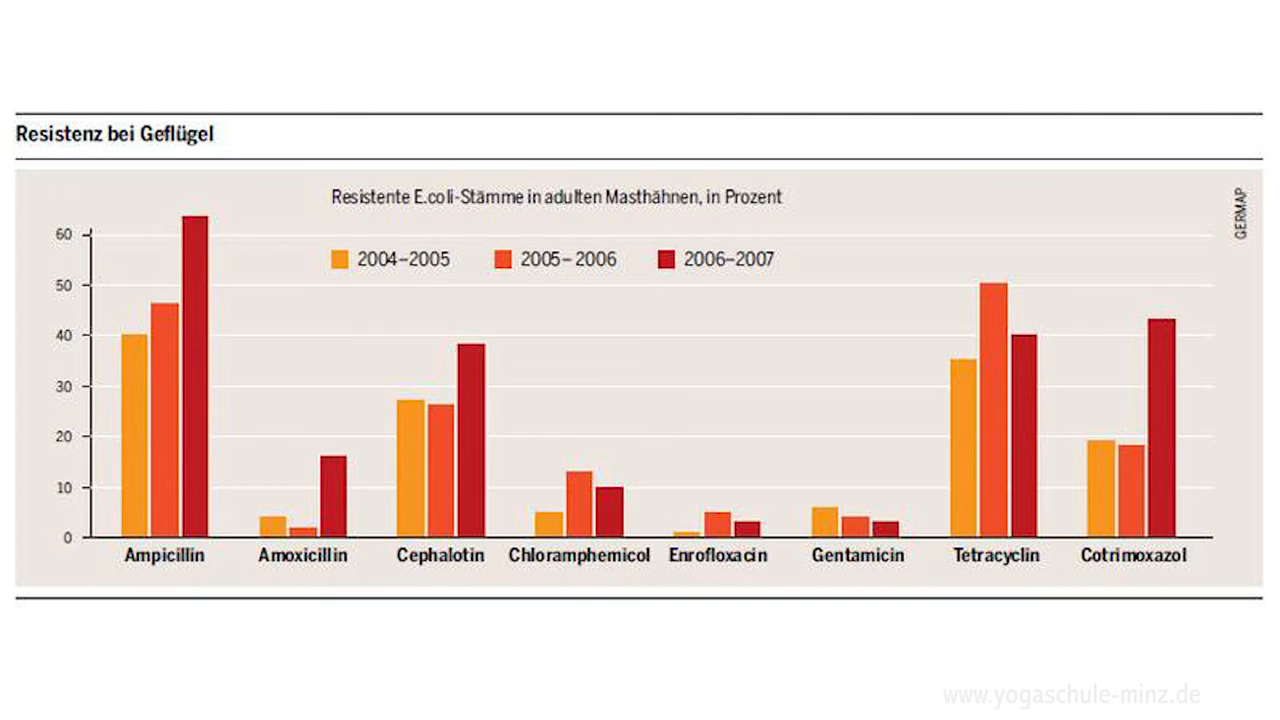 Resistenz bei Geflügel
Resistente E.coli-Stämme in adulten Masthähnen, in Prozent
GERMAP
2004–2005 2005–2006 2006–2007
60
50
40
30
20
10
0
Ampicillin Amoxicillin Cephalotin Chloramphemicol Enrofloxacin Gentamicin Tetracyclin Cotrimoxazol
www.yogaschule-minz.de